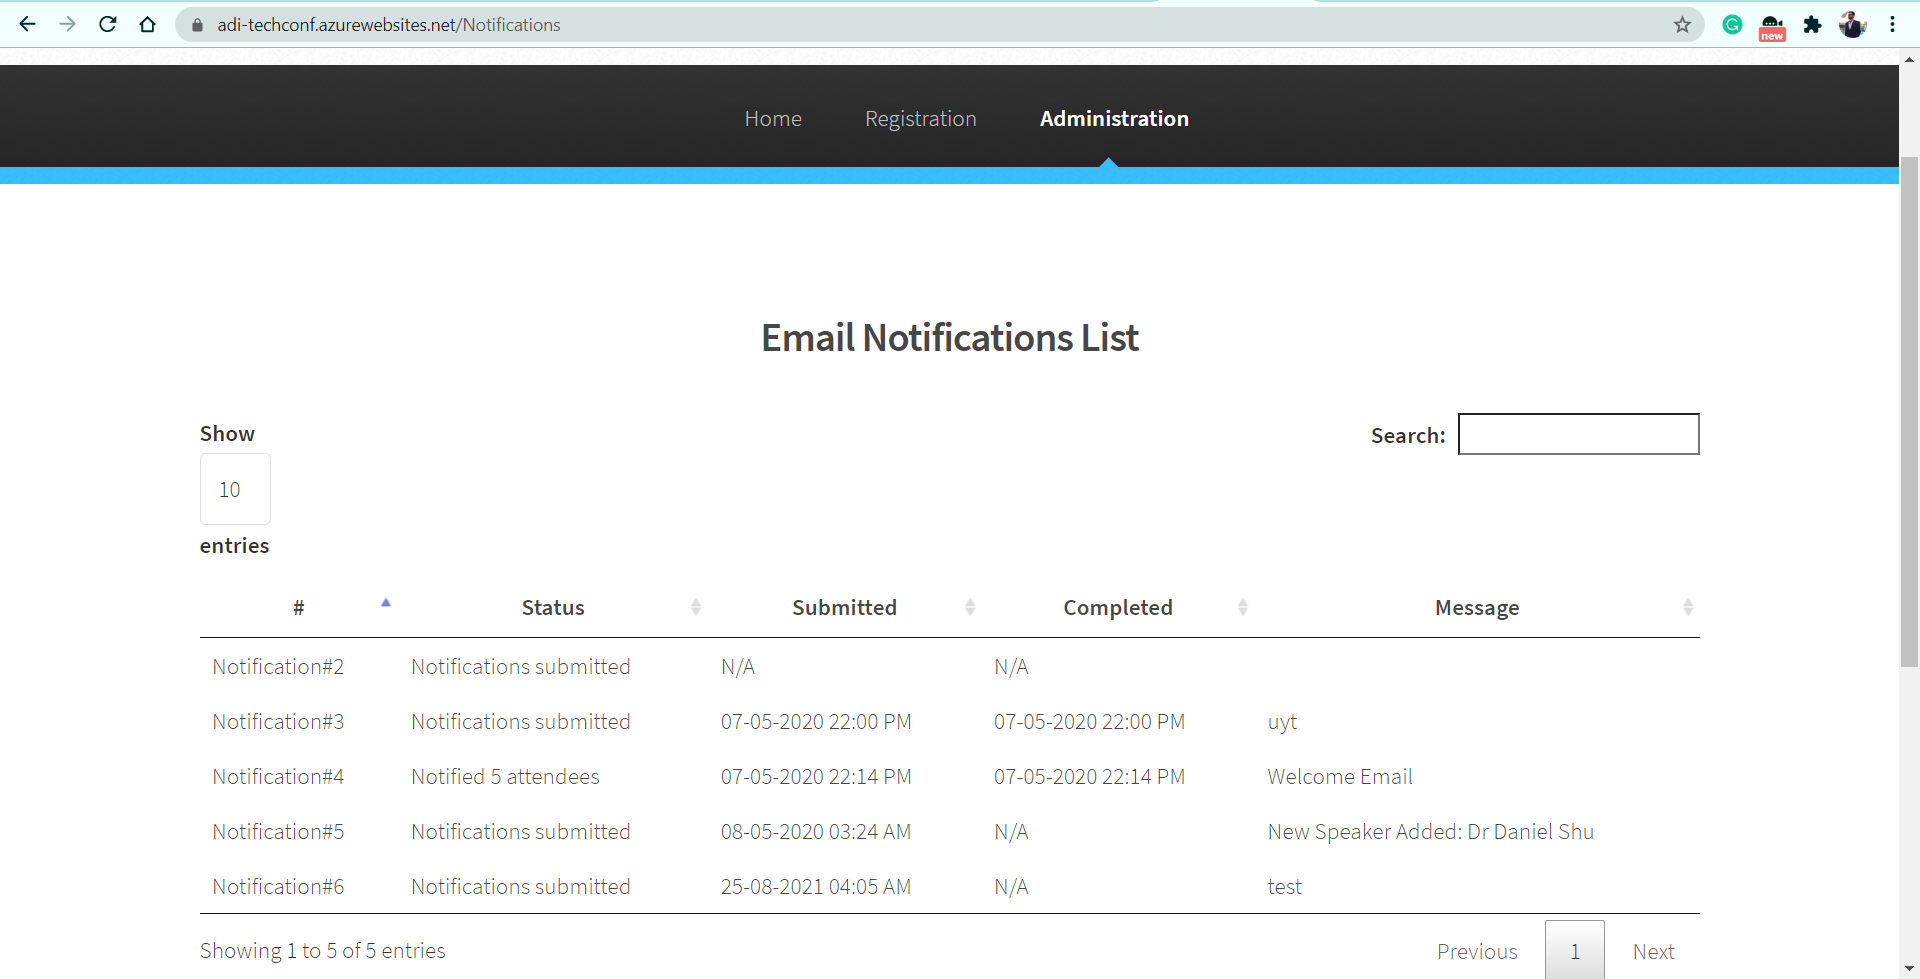 adi-techconf.azurewebsites.net/Notifications
new
Home Registration Administration
Email Notifications List
Show
Search:
10
entries
# Status Submitted Completed Message
Notification#2 Notifications submitted N/A N/A
Notification#3 Notifications submitted 07-05-2020 22:00 PM 07-05-2020 22:00 PM uyt
Notification#4 Notified 5 attendees 07-05-2020 22:14 PM 07-05-2020 22:14 PM Welcome Email
Notification#5 Notifications submitted 08-05-2020 03:24 AM N/A New Speaker Added: Dr Daniel Shu
Notification#6 Notifications submitted 25-08-2021 04:05 AM N/A test
Showing 1 to 5 of 5 entries Previous 1 Next